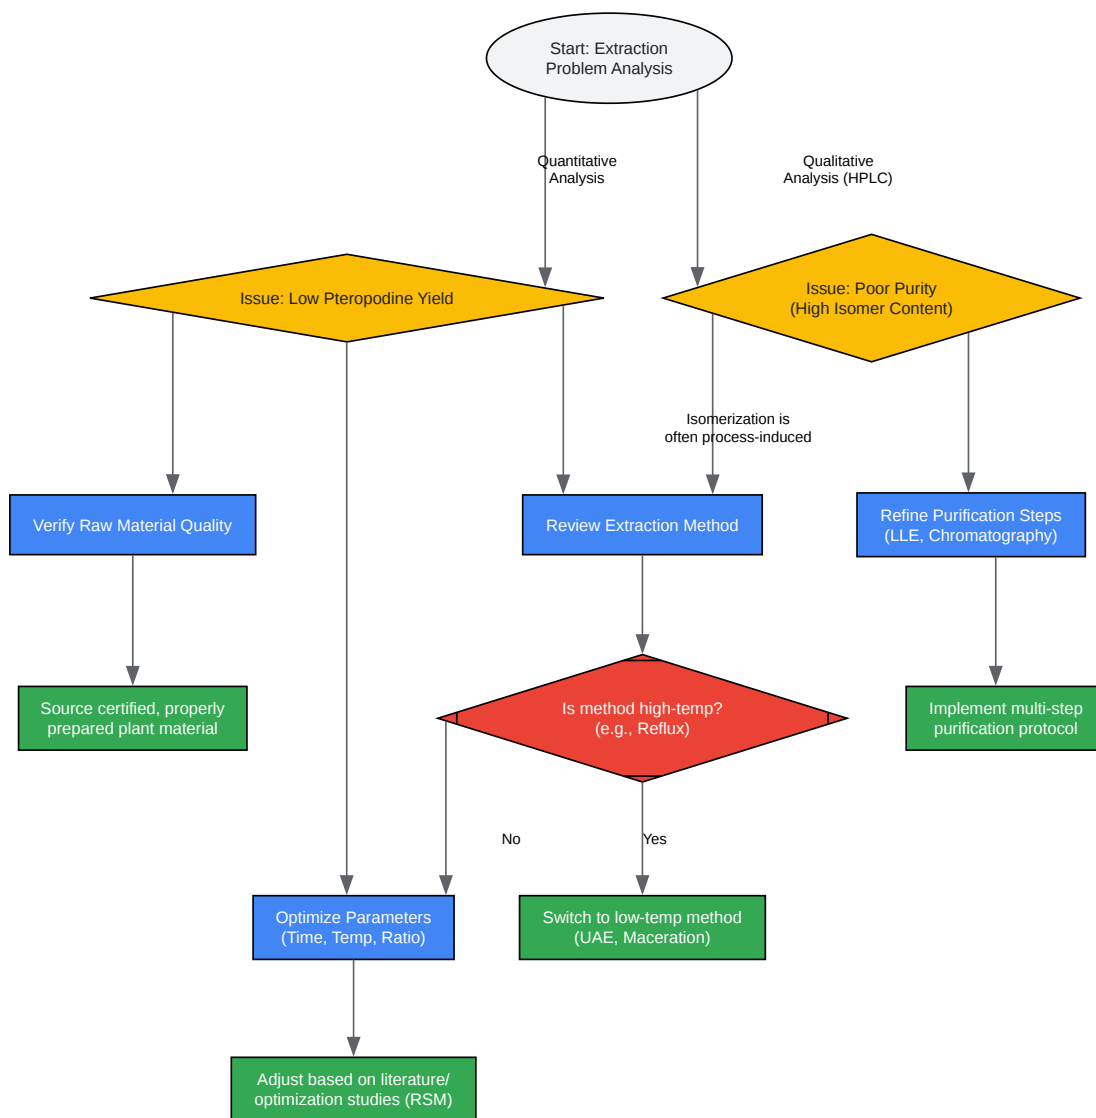 Start: Extraction
Problem Analysis
Quantitative
Analysis
Qualitative
Analysis (HPLC)
Issue: Low Pteropodine Yield
Issue: Poor Purity
(High Isomer Content)
Isomerization is
often process-induced
Verify Raw Material Quality
Review Extraction Method
Refine Purification Steps
(LLE, Chromatography)
Source certified, properly
prepared plant material
Is method high-temp?
(e.g., Reflux)
Implement multi-step
purification protocol
No
Yes
Optimize Parameters
(Time, Temp, Ratio)
Switch to low-temp method
(UAE, Maceration)
Adjust based on literature/
optimization studies (RSM)